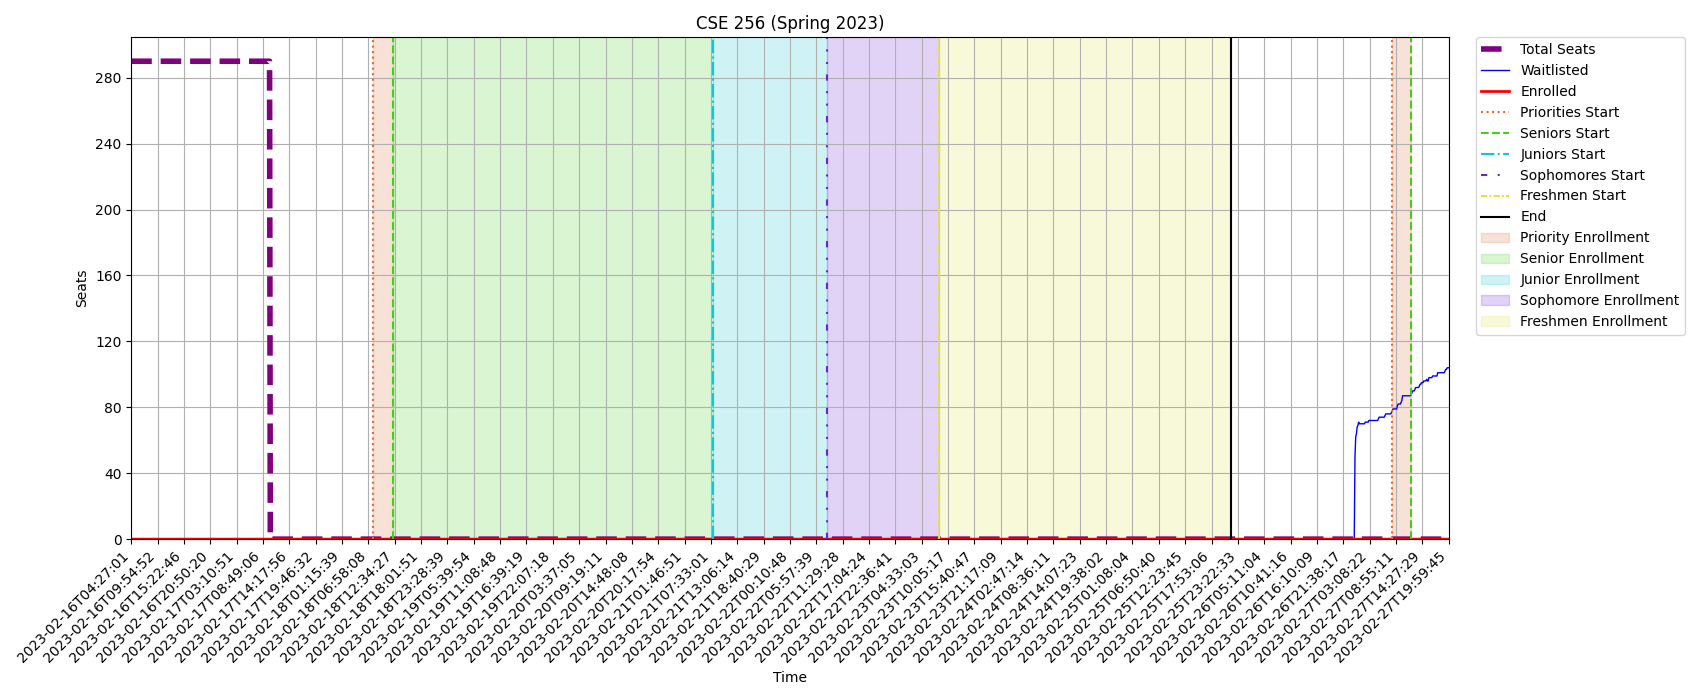 CSE 256 (Spring 2023)
Total Seats
Waitlisted
Enrolled
Priorities Start
Seniors Start
Juniors Start
Sophomores Start
Freshmen Start
End
Priority Enrollment
Senior Enrollment
Junior Enrollment
Sophomore Enrollment
Freshmen Enrollment
Seats
280
240
200
160
120
80
40
0
2023-02-16T04:27:01
2023-02-16T09:54:52
2023-02-16T15:22:46
2023-02-16T20:50:20
2023-02-17T03:10:51
2023-02-17T08:49:06
2023-02-17T14:17:56
2023-02-17T19:46:32
2023-02-18T01:15:39
2023-02-18T06:58:08
2023-02-18T12:34:27
2023-02-18T18:01:51
2023-02-18T23:28:39
2023-02-19T05:39:54
2023-02-19T11:08:48
2023-02-19T16:39:19
2023-02-19T22:07:18
2023-02-20T03:37:05
2023-02-20T09:19:11
2023-02-20T14:48:08
2023-02-20T20:17:54
2023-02-21T01:46:51
2023-02-21T07:33:01
2023-02-21T13:06:14
2023-02-21T18:40:29
2023-02-22T00:10:48
2023-02-22T05:57:39
2023-02-22T11:29:28
2023-02-22T17:04:24
2023-02-22T22:36:41
2023-02-23T04:33:03
2023-02-23T10:05:17
2023-02-23T15:40:47
2023-02-23T21:17:09
2023-02-24T02:47:14
2023-02-24T08:36:11
2023-02-24T14:07:23
2023-02-24T19:38:02
2023-02-25T01:08:04
2023-02-25T06:50:40
2023-02-25T12:23:45
2023-02-25T17:53:06
2023-02-25T23:22:33
2023-02-26T05:11:04
2023-02-26T10:41:16
2023-02-26T16:10:09
2023-02-26T21:38:17
2023-02-27T03:08:22
2023-02-27T08:55:11
2023-02-27T14:27:29
2023-02-27T19:59:45
Time